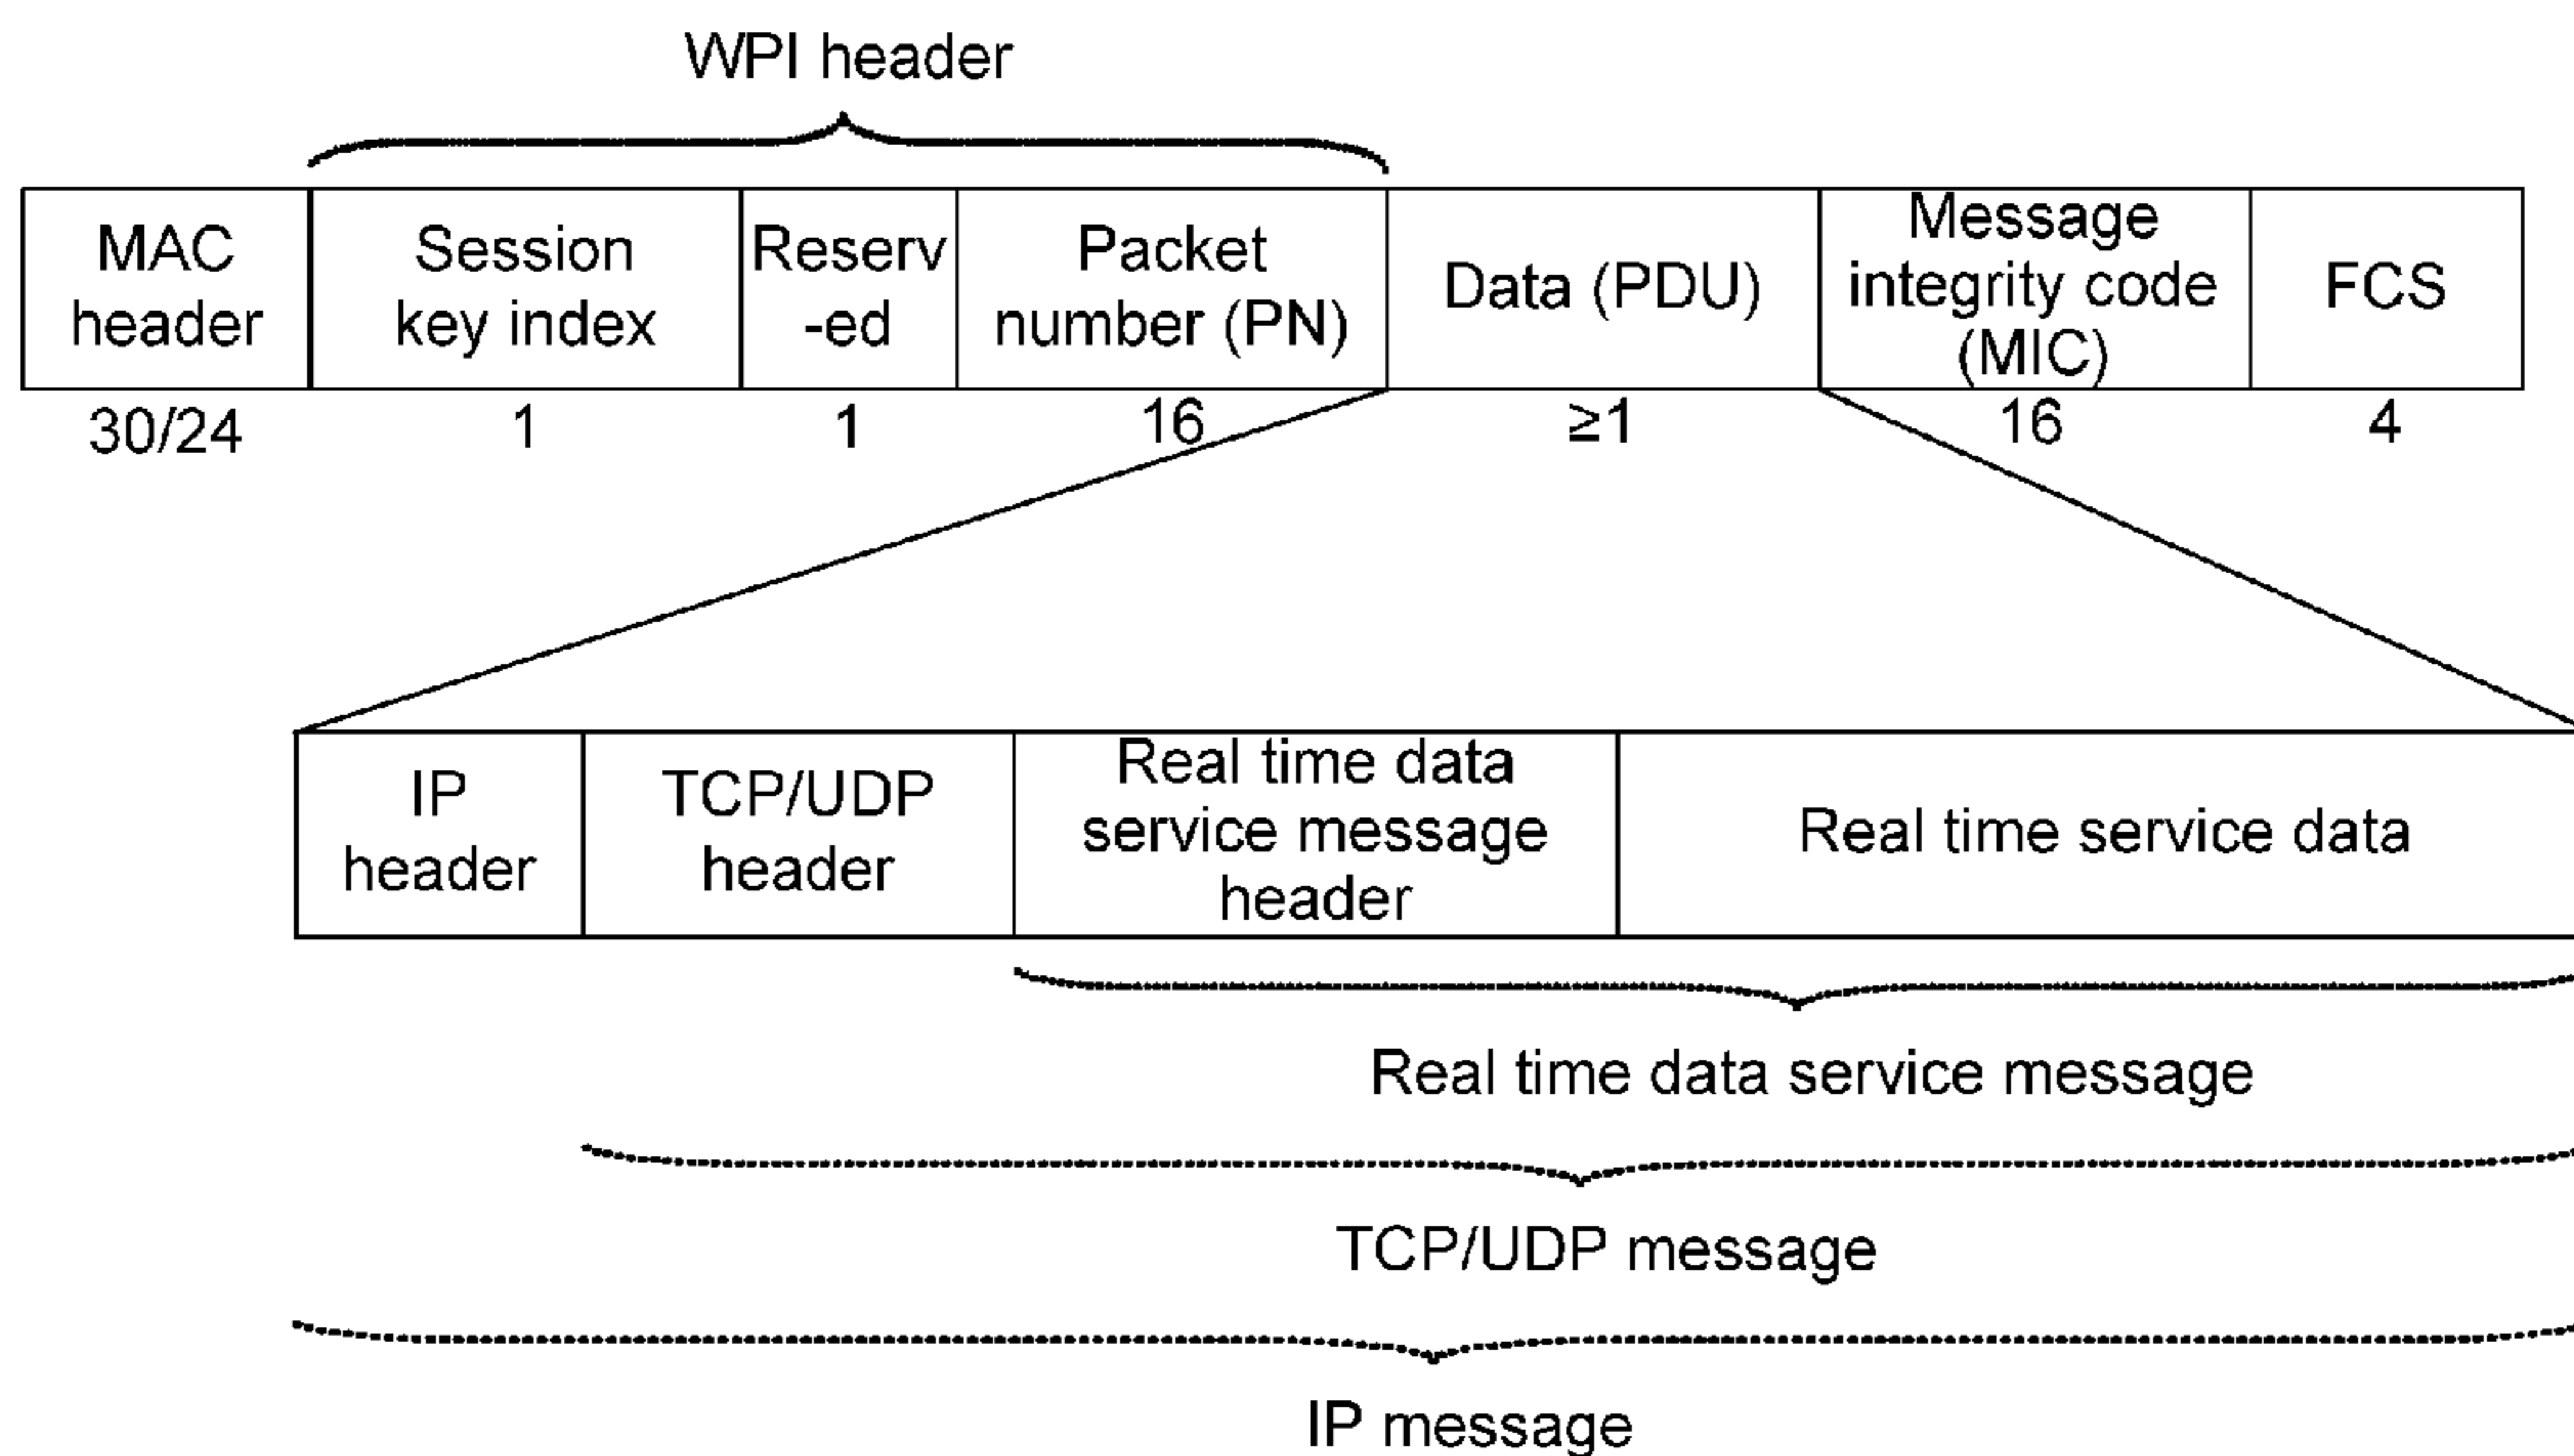 WPI header
MAC
header
Session
key index
Reserv
-ed
Packet
number (PN)
Data (PDU)
Message
integrity code
(MIC)
FCS
30/24
1
1
16
≥1
16
4
IP
header
TCP/UDP
header
Real time data
service message
header
Real time service data
Real time data service message
TCP/UDP message
IP message